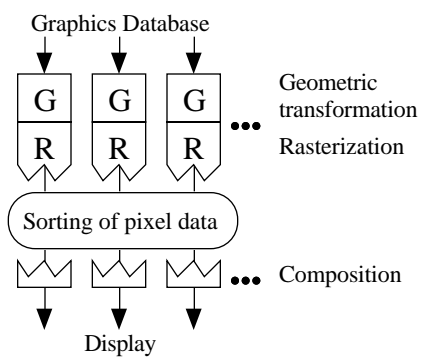 Graphics Database
G G G
Geometric
transformation
R R R
Rasterization
Sorting of pixel data
Composition
Display